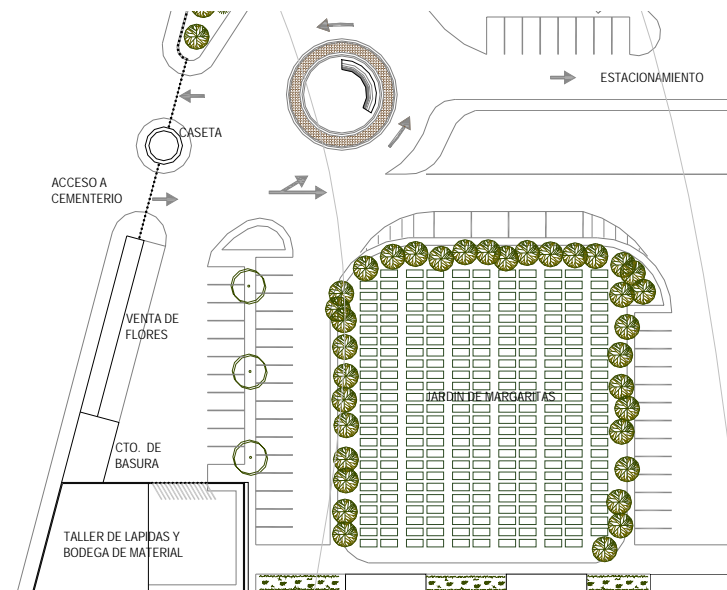 ESTACIONAMIENTO
CASETA
ACCESO A
CEMENTERIO
VENTA DE
FLORES
JARDIN DE MARGARITAS
CTO. DE
BASURA
TALLER DE LAPIDAS Y
BODEGA DE MATERIAL